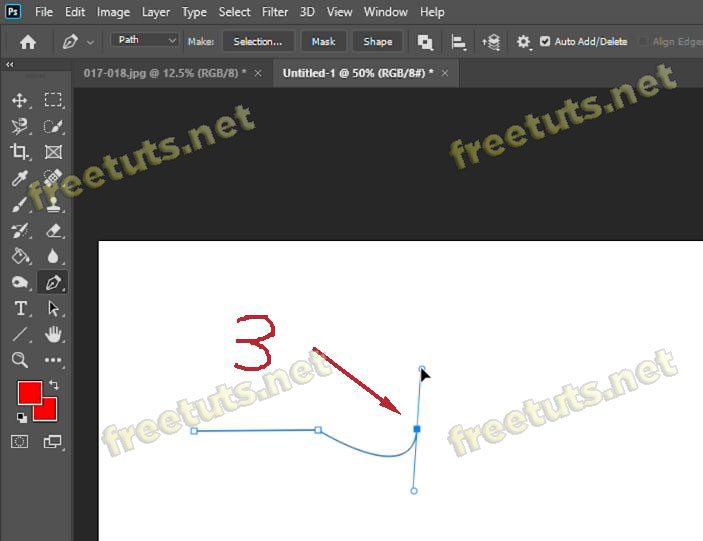 Ps File Edit Image Layer Type Select Filter 3D View Window Help
Path Make: Selection... Mask Shape Auto Add/Delete Align Edges
017-018.jpg @ 12.5% (RGB/8) * × Untitled-1 @ 50% (RGB/8#) * ×
freetuts.net
freetuts.net
3
freetuts.net
freetuts.net